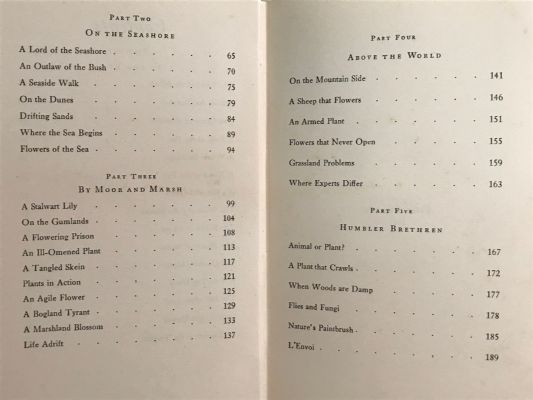 PART TWO
ON THE SEASHORE
A Lord of the Seashore . . . . . . 65
An Outlaw of the Bush . . . . . . 70
A Seaside Walk . . . . . . 75
On the Dunes . . . . . . 79
Drifting Sands . . . . . . 84
Where the Sea Begins . . . . . . 89
Flowers of the Sea . . . . . . 94
PART THREE
BY MOOR AND MARSH
A Stalwart Lily . . . . . . 99
On the Gumlands . . . . . . 104
A Flowering Prison . . . . . . 108
An Ill-Omened Plant . . . . . . 113
A Tangled Skein . . . . . . 117
Plants in Action . . . . . . 121
An Agile Flower . . . . . . 125
A Bogland Tyrant . . . . . . 129
A Marshland Blossom . . . . . . 133
Life Adrift . . . . . . 137
PART FOUR
ABOVE THE WORLD
On the Mountain Side . . . . . . 141
A Sheep that Flowers . . . . . . 146
An Armed Plant . . . . . . 151
Flowers that Never Open . . . . . . 155
Grassland Problems . . . . . . 159
Where Experts Differ . . . . . . 163
PART FIVE
HUMBLER BRETHREN
Animal or Plant? . . . . . . 167
A Plant that Crawls . . . . . . 172
When Woods are Damp . . . . . . 177
Flies and Fungi . . . . . . 178
Nature's Paintbrush . . . . . . 185
L'Envoi . . . . . . 189